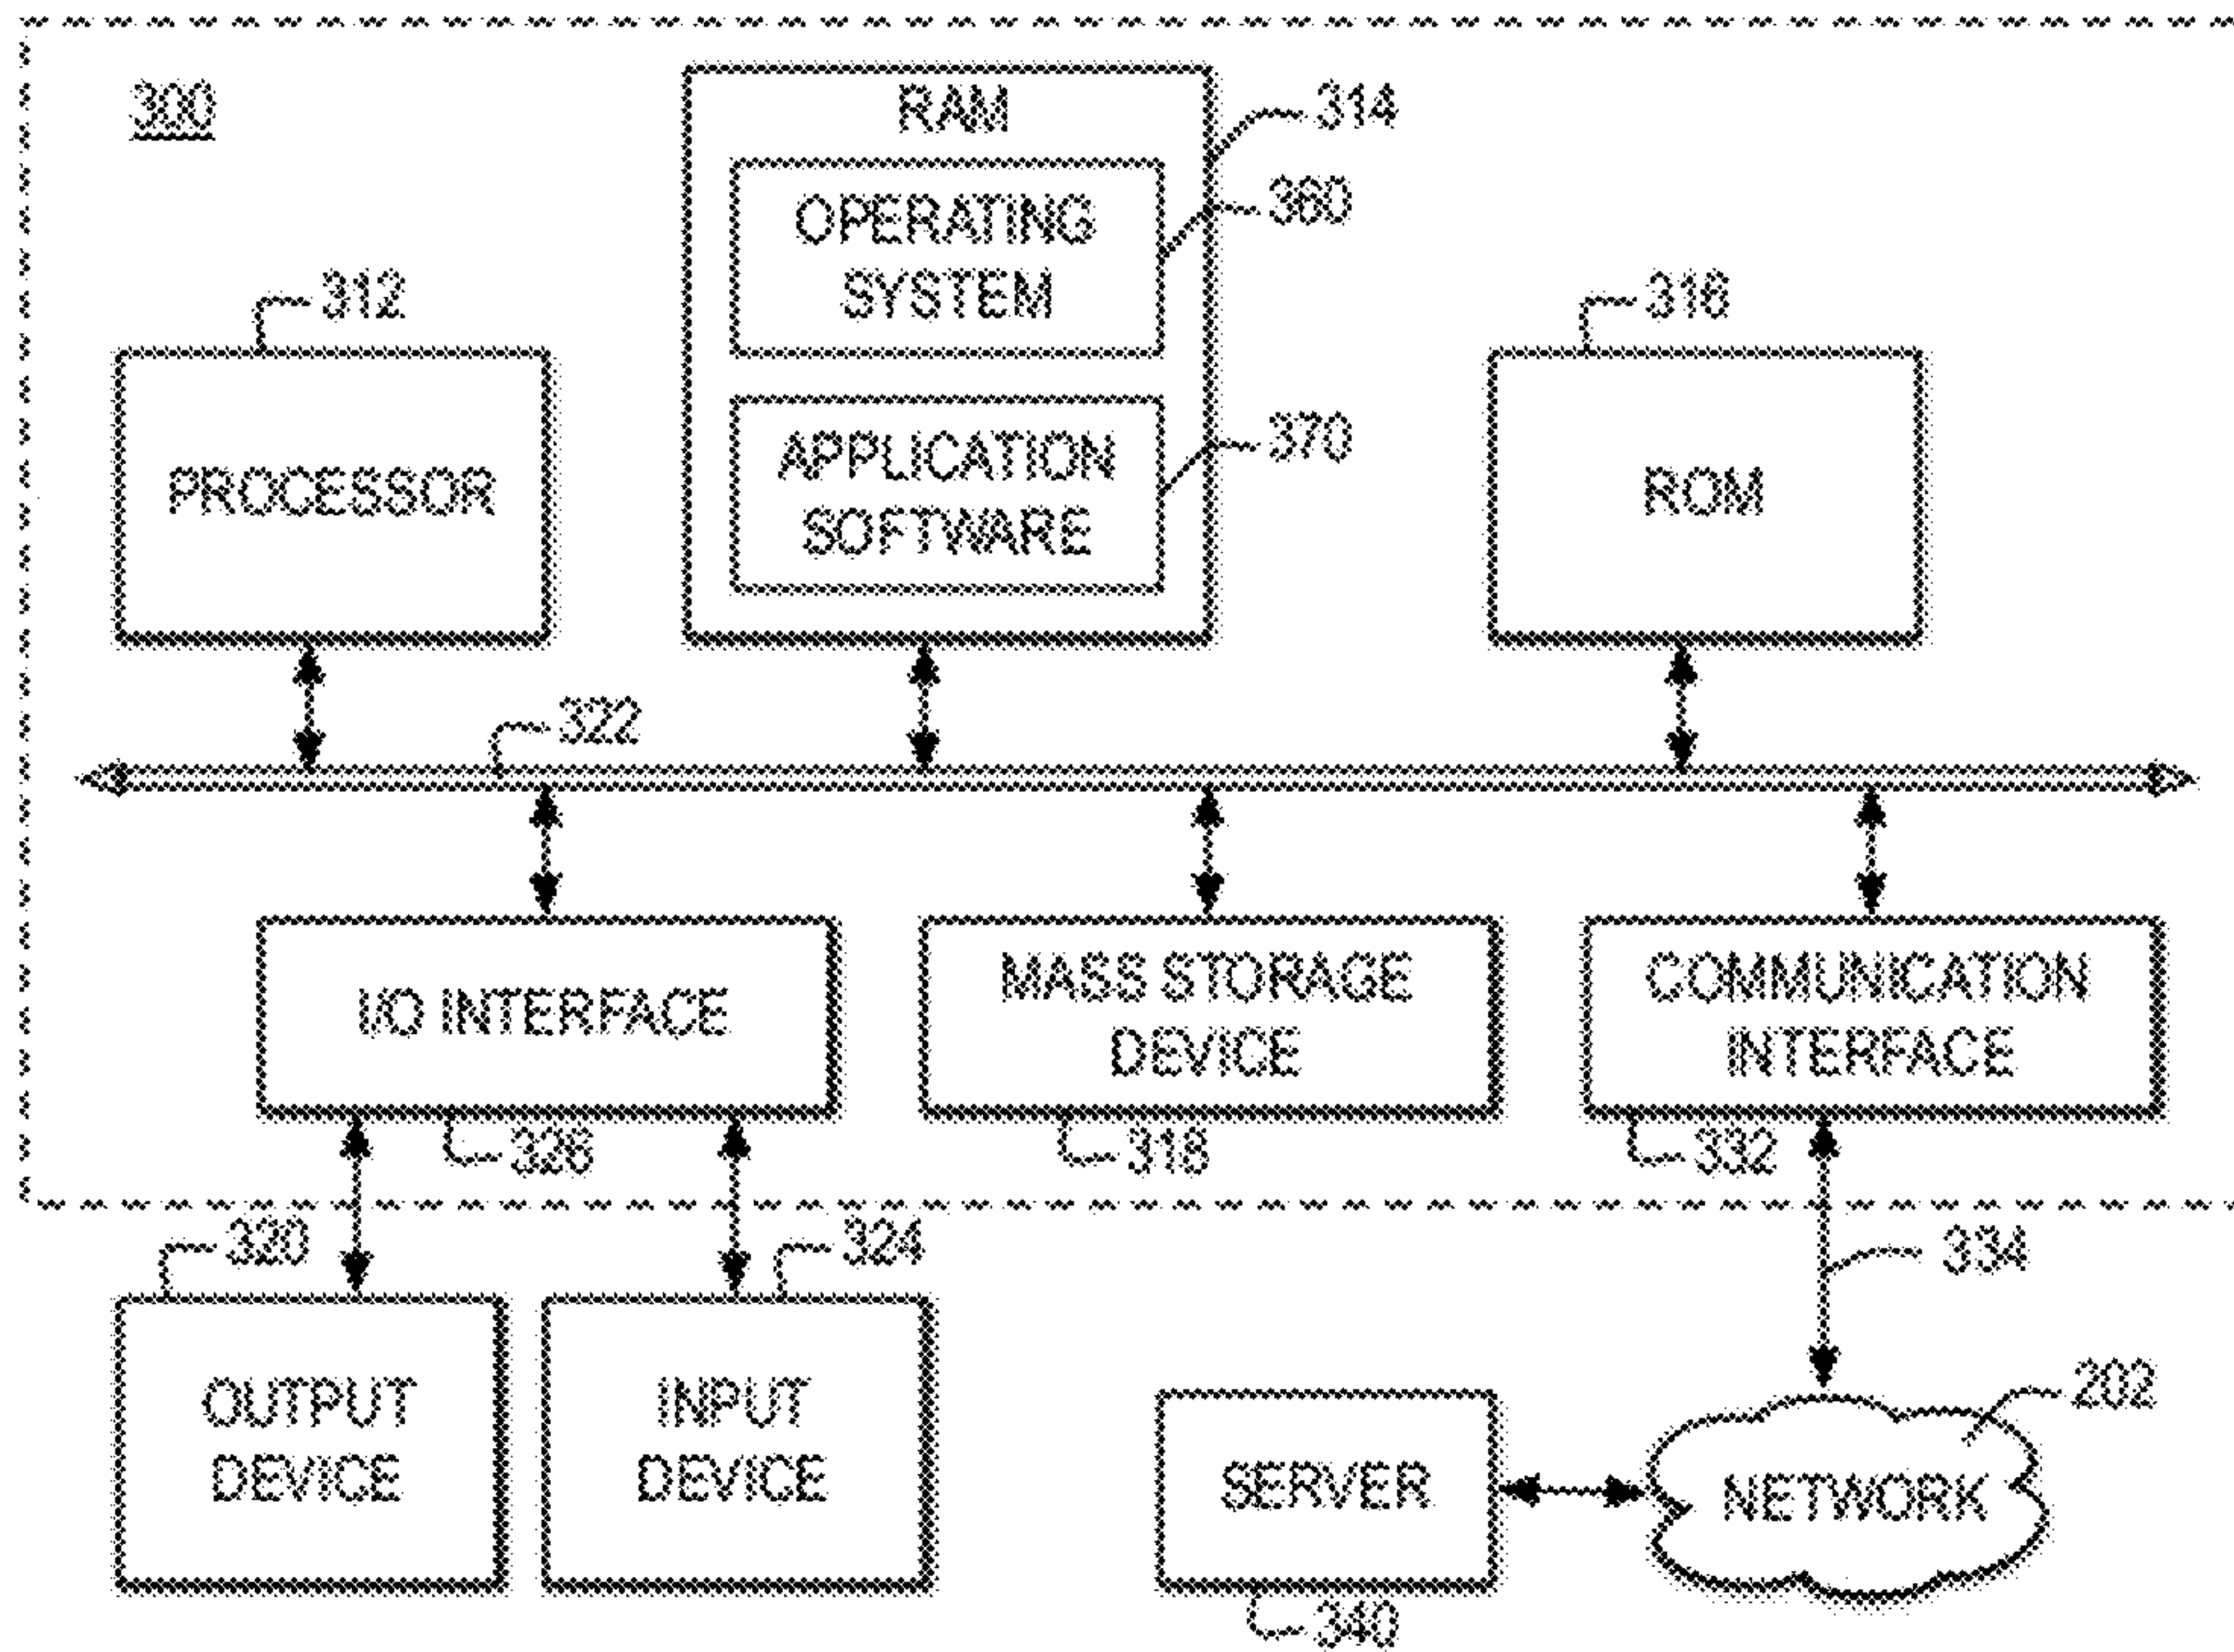 300
RAM
314
OPERATING
SYSTEM
360
312
316
PROCESSOR
APPLICATION
SOFTWARE
370
ROM
322
I/O INTERFACE
MASS STORAGE
DEVICE
COMMUNICATION
INTERFACE
326
318
332
320
324
334
OUTPUT
DEVICE
INPUT
DEVICE
SERVER
202
NETWORK
340